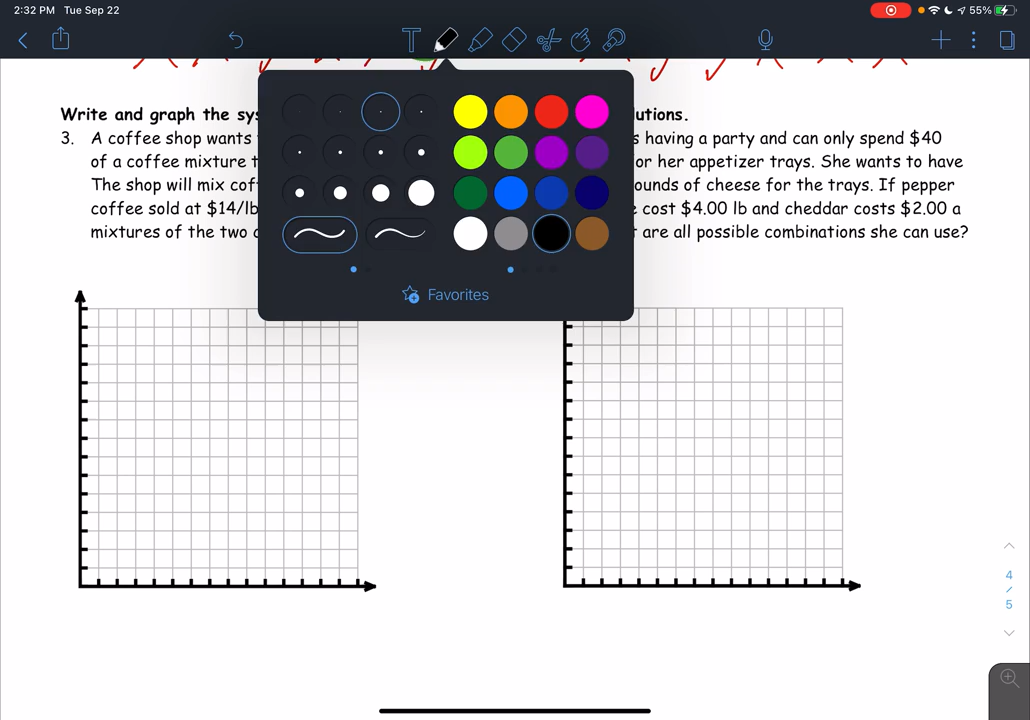 2:32 PM Tue Sep 22
55%
T
Write and graph the sys
lutions.
3. A coffee shop wants
of a coffee mixture t
The shop will mix cof
coffee sold at $14/lb
mixtures of the two
s having a party and can only spend $40
or her appetizer trays. She wants to have
ounds of cheese for the trays. If pepper
cost $4.00 lb and cheddar costs $2.00 a
are all possible combinations she can use?
Favorites
4
/
5